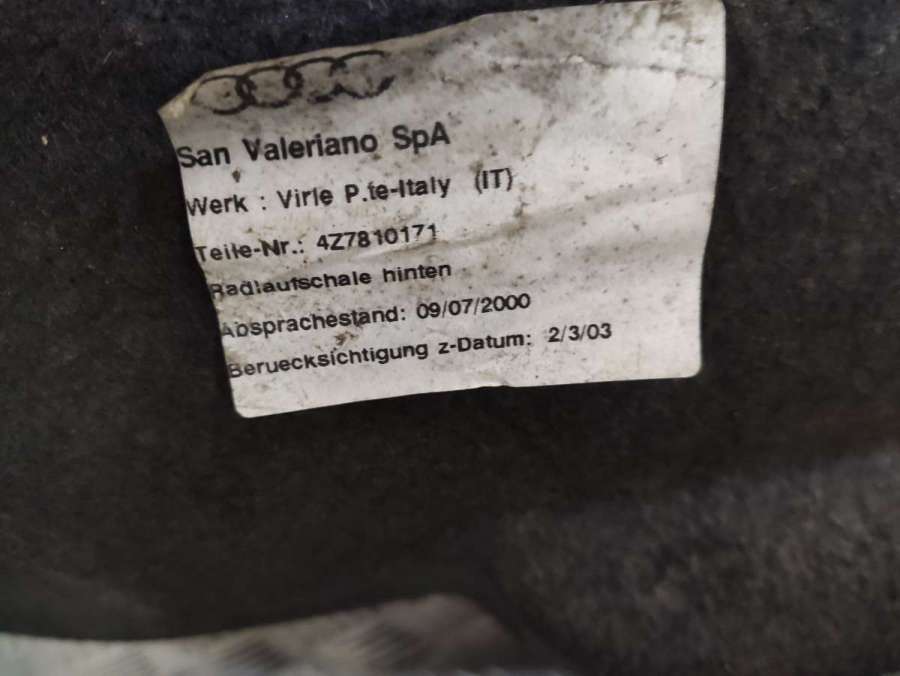 San Valeriano SpA
Werk : Virle P.te-Italy (IT)
Teile-Nr.: 4Z7810171
Radlaufschale hinten
Absprachestand: 09/07/2000
Beruecksichtigung z-Datum: 2/3/03